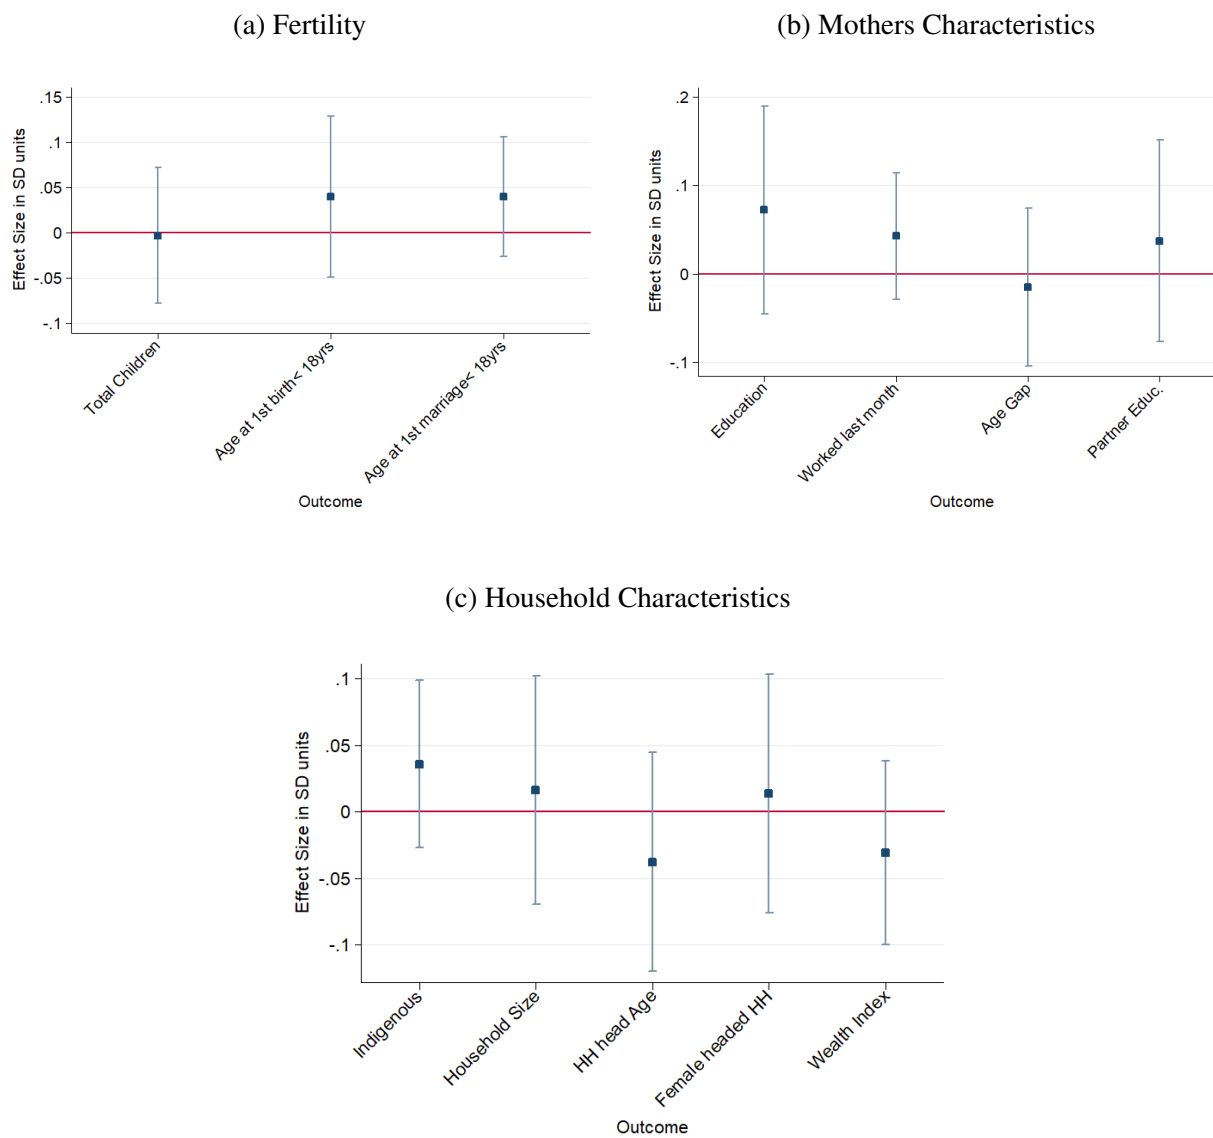 (a) Fertility
Effect Size in SD units
.15
.1
.05
0
-.05
-.1
Total Children
Age at 1st birth< 18yrs
Age at 1st marriage< 18yrs
Outcome
(b) Mothers Characteristics
Effect Size in SD units
.2
.1
0
-.1
Education
Worked last month
Age Gap
Partner Educ.
Outcome
(c) Household Characteristics
Effect Size in SD units
.1
.05
0
-.05
-.1
Indigenous
Household Size
HH head Age
Female headed HH
Wealth Index
Outcome